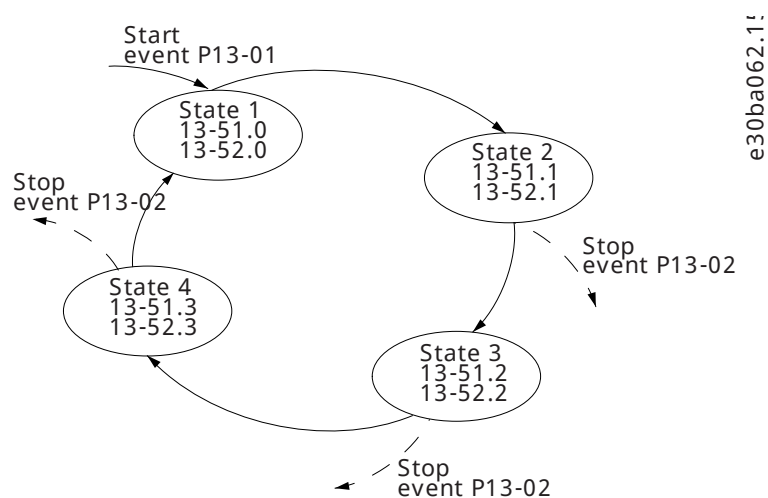 Start
event P13-01
State 1
13-51.0
13-52.0
State 2
13-51.1
13-52.1
Stop
event P13-02
Stop
event P13-02
State 4
13-51.3
13-52.3
State 3
13-51.2
13-52.2
Stop
event P13-02
e30ba062.1